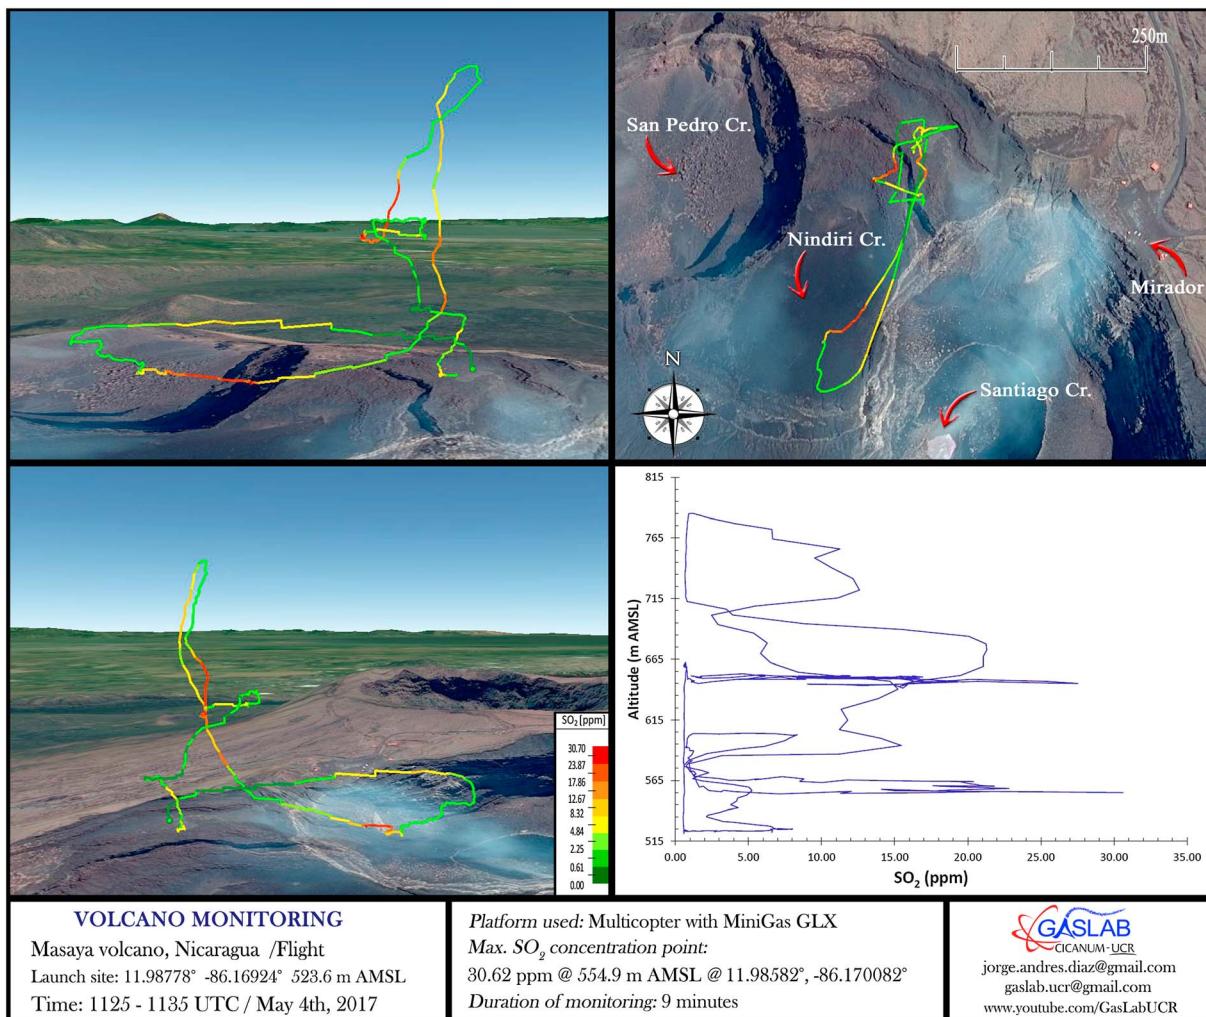 250m
San Pedro Cr.
Nindiri Cr.
Mirador
N
Santiago Cr.
SO2 [ppm]
30.70
23.87
17.86
12.67
8.32
4.84
2.25
0.61
0.00
Altitude (m AMSL)
815
765
715
665
615
565
515
0.00 5.00 10.00 15.00 20.00 25.00 30.00 35.00
SO2 (ppm)
VOLCANO MONITORING
Masaya volcano, Nicaragua /Flight
Launch site: 11.98778° -86.16924° 523.6 m AMSL
Time: 1125 - 1135 UTC / May 4th, 2017
Platform used: Multicopter with MiniGas GLX
Max. SO2 concentration point:
30.62 ppm @ 554.9 m AMSL @ 11.98582°, -86.170082°
Duration of monitoring: 9 minutes
GASLAB
CICANUM-UCR
jorge.andres.diaz@gmail.com
gaslab.ucr@gmail.com
www.youtube.com/GasLabUCR